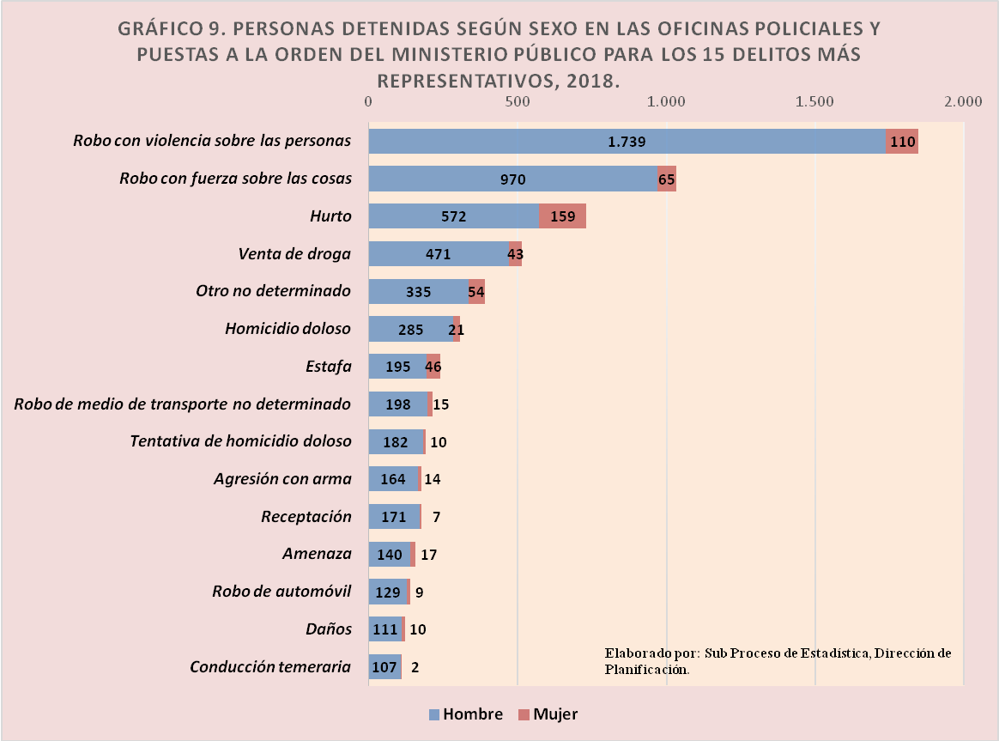 GRÁFICO 9. PERSONAS DETENIDAS SEGÚN SEXO EN LAS OFICINAS POLICIALES Y
PUESTAS A LA ORDEN DEL MINISTERIO PÚBLICO PARA LOS 15 DELITOS MÁS
REPRESENTATIVOS, 2018.
0 500 1.000 1.500 2.000
Robo con violencia sobre las personas 1.739 110
Robo con fuerza sobre las cosas 970 65
Hurto 572 159
Venta de droga 471 43
Otro no determinado 335 54
Homicidio doloso 285 21
Estafa 195 46
Robo de medio de transporte no determinado 198 15
Tentativa de homicidio doloso 182 10
Agresión con arma 164 14
Receptación 171 7
Amenaza 140 17
Robo de automóvil 129 9
Daños 111 10
Conducción temeraria 107 2
Elaborado por: Sub Proceso de Estadística, Dirección de
Planificación.
Hombre Mujer